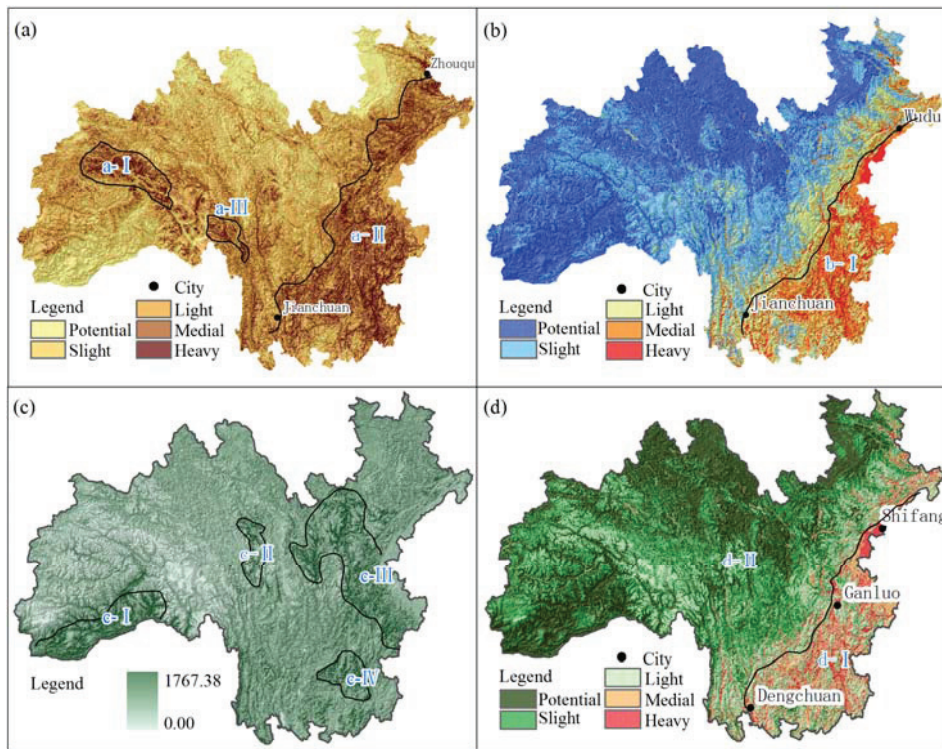 (a)
Zhouqu
a-Ⅰ
a-Ⅲ
a-Ⅱ
Jianchuan
City
Legend
Light
Potential
Medial
Slight
Heavy
(b)
Wudu
b-Ⅰ
Jianchuan
City
Legend
Light
Potential
Medial
Slight
Heavy
(c)
c-Ⅱ
c-Ⅲ
c-Ⅰ
c-Ⅳ
Legend
1767.38
0.00
(d)
Shifang
d-Ⅱ
Ganluo
d-Ⅰ
Dengchuan
City
Legend
Light
Potential
Medial
Slight
Heavy